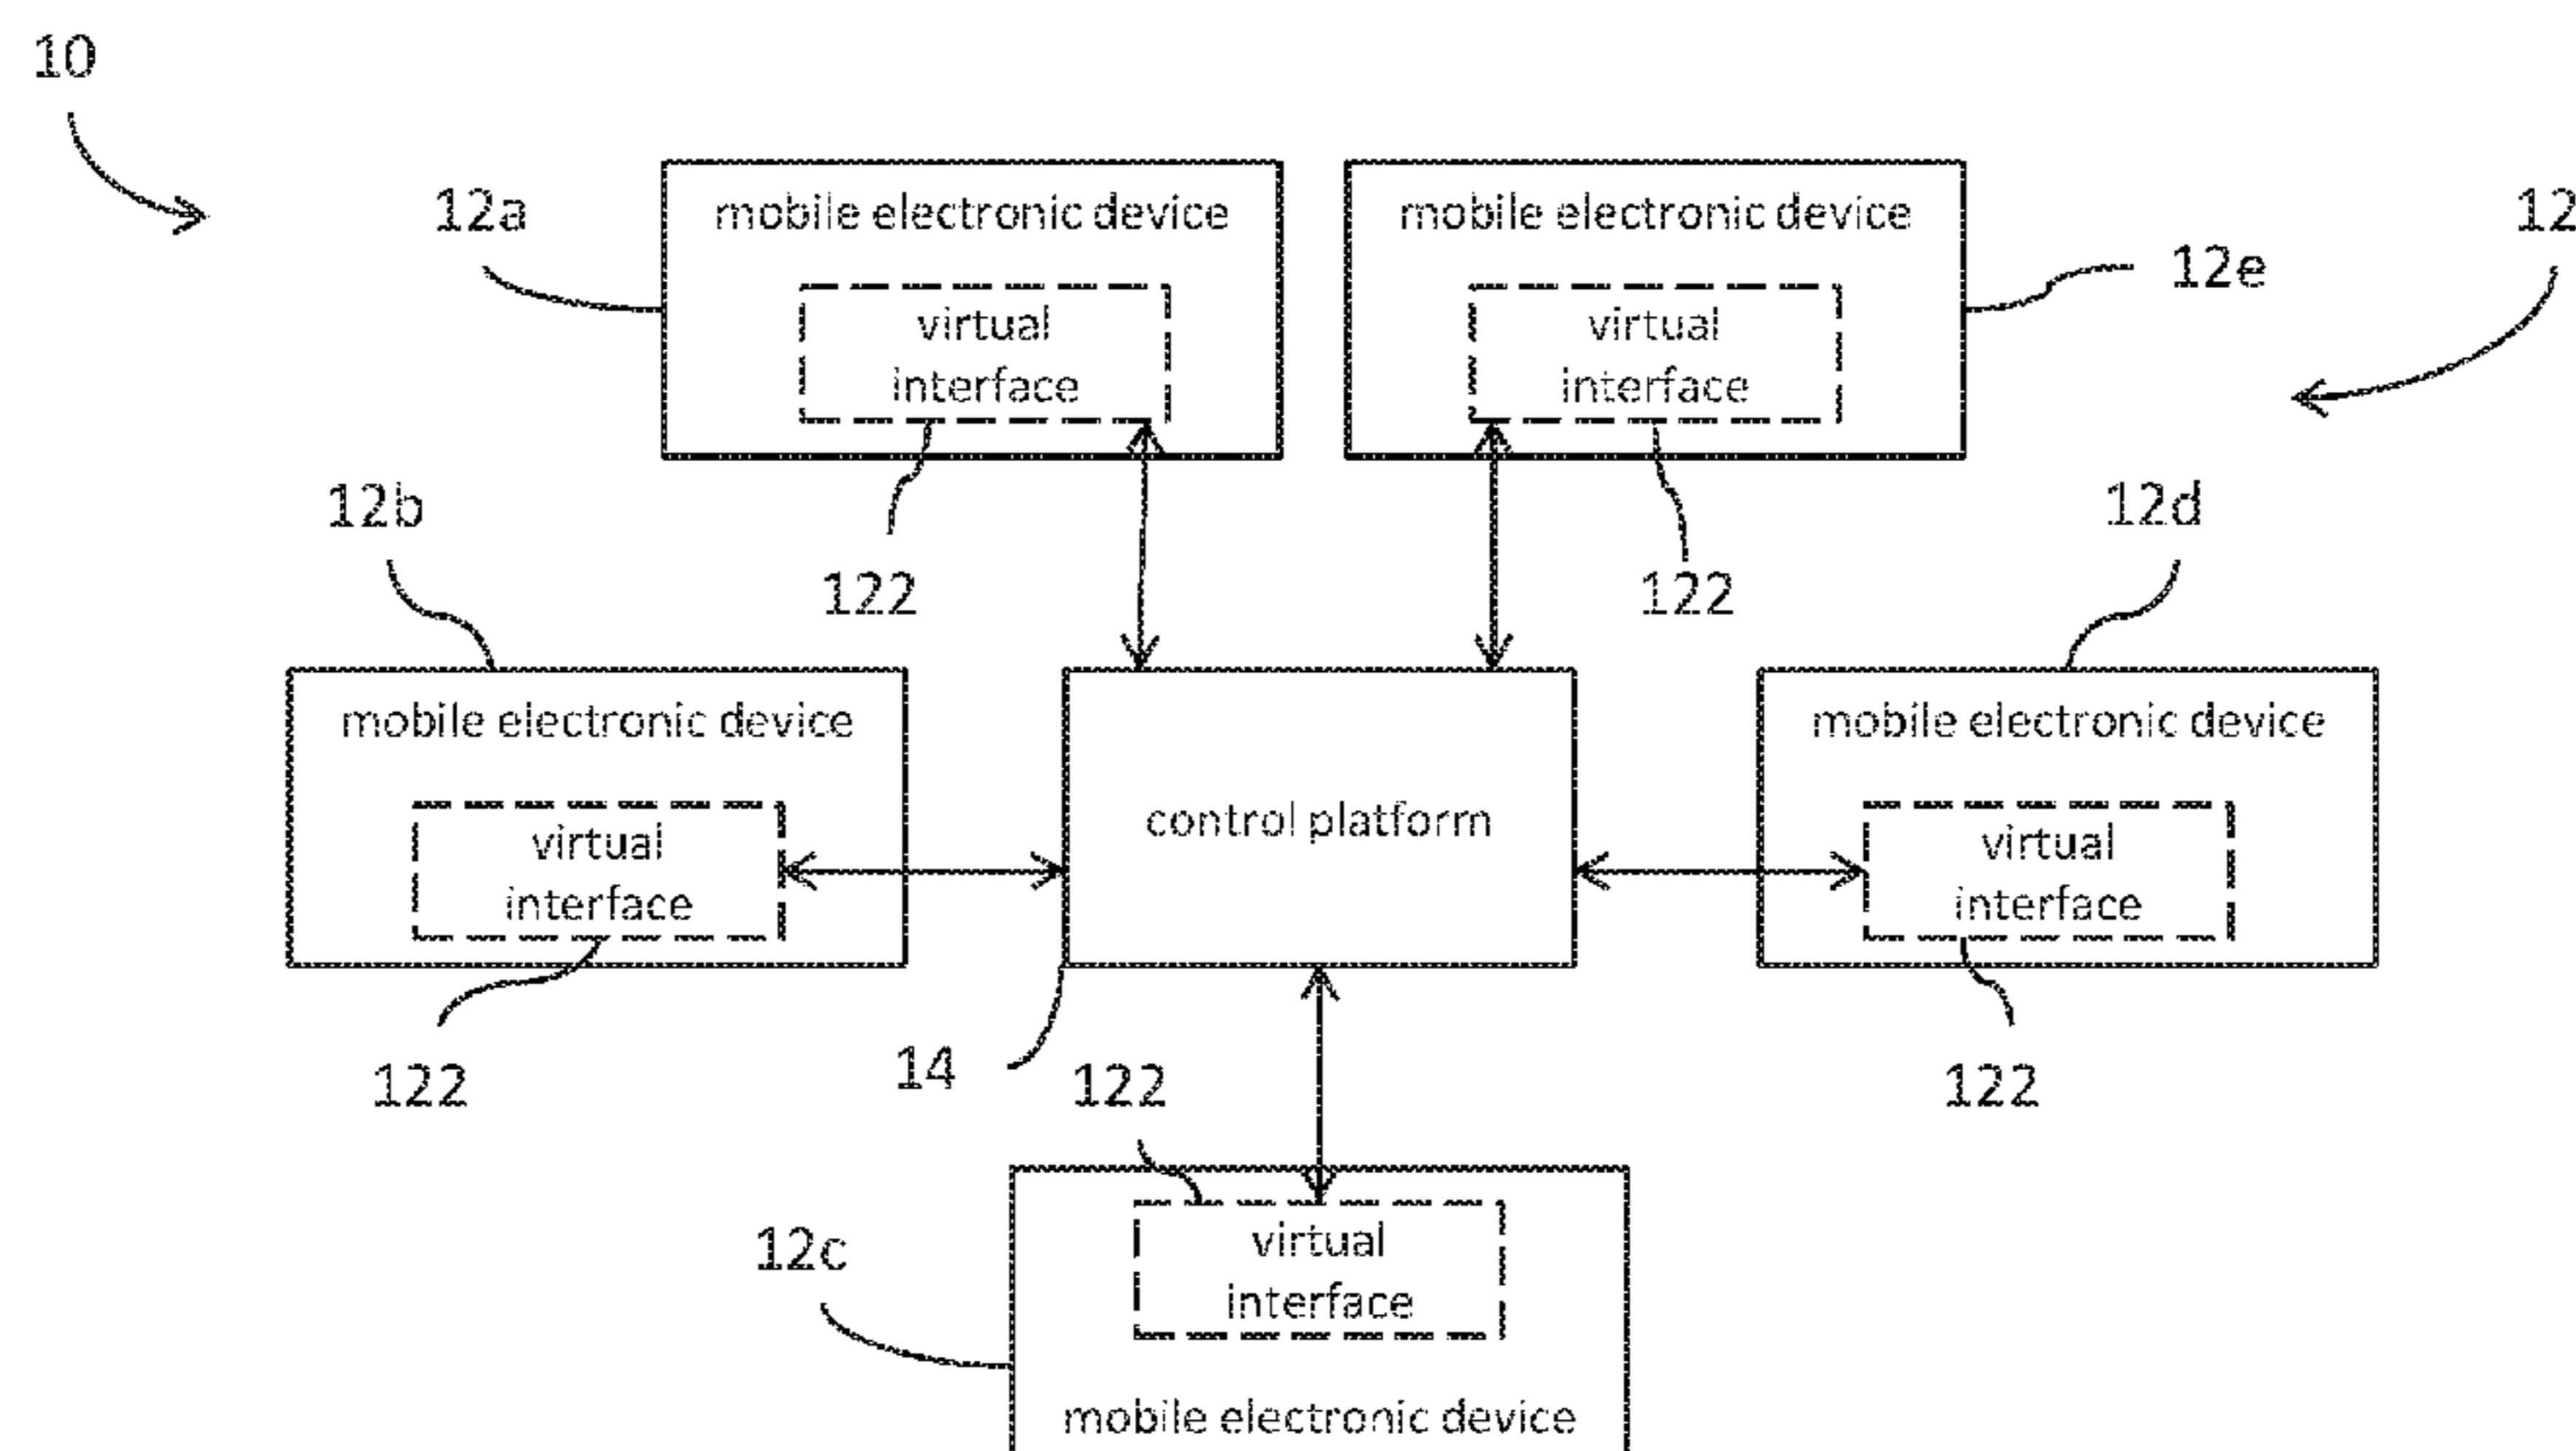 10
12a
mobile electronic device
virtual
interface
122
mobile electronic device
virtual
interface
122
12e
12
12b
mobile electronic device
virtual
interface
122
control platform
14
12d
mobile electronic device
virtual
interface
122
122
12c
virtual
interface
mobile electronic device